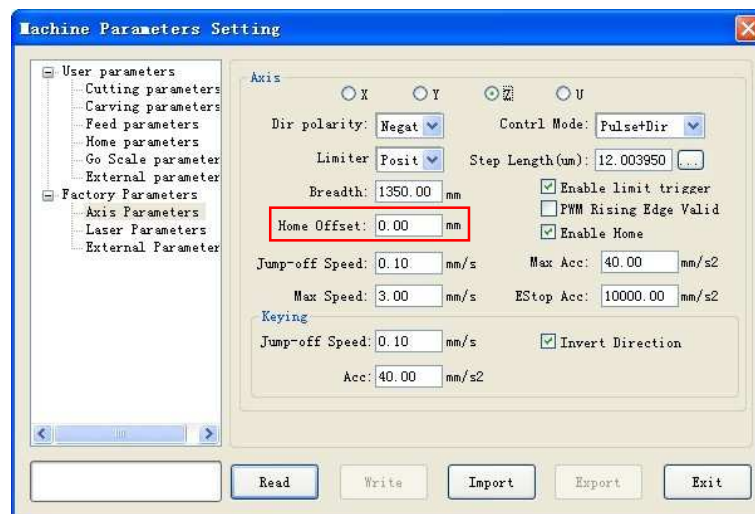 Machine Parameters Setting
User parameters
Cutting parameters
Carving parameters
Feed parameters
Home parameters
Go Scale parameter
External parameter
Factory Parameters
Axis Parameters
Laser Parameters
External Parameter
Axis
X Y Z U
Dir polarity: Negat Contrl Mode: Pulse+Dir
Limiter Posit Step Length(um): 12.003950 ...
Breadth: 1350.00 mm Enable limit trigger
PWM Rising Edge Valid
Home Offset: 0.00 mm Enable Home
Jump-off Speed: 0.10 mm/s Max Acc: 40.00 mm/s2
Max Speed: 3.00 mm/s EStop Acc: 10000.00 mm/s2
Keying
Jump-off Speed: 0.10 mm/s Invert Direction
Acc: 40.00 mm/s2
Read Write Import Export Exit